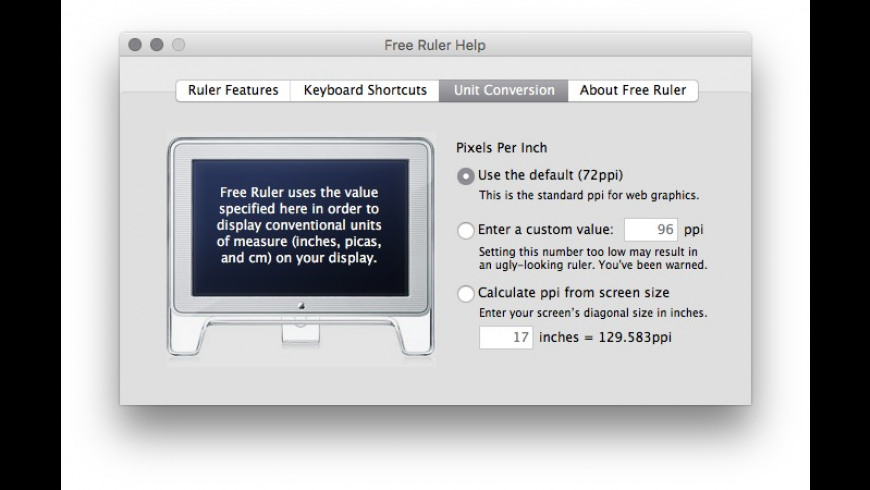 Free Ruler Help
Ruler Features
Keyboard Shortcuts
Unit Conversion
About Free Ruler
Free Ruler uses the value
specified here in order to
display conventional units
of measure (inches, picas,
and cm) on your display.
Pixels Per Inch
Use the default (72ppi)
This is the standard ppi for web graphics.
Enter a custom value: 96 ppi
Setting this number too low may result in
an ugly-looking ruler. You've been warned.
Calculate ppi from screen size
Enter your screen's diagonal size in inches.
17 inches = 129.583ppi